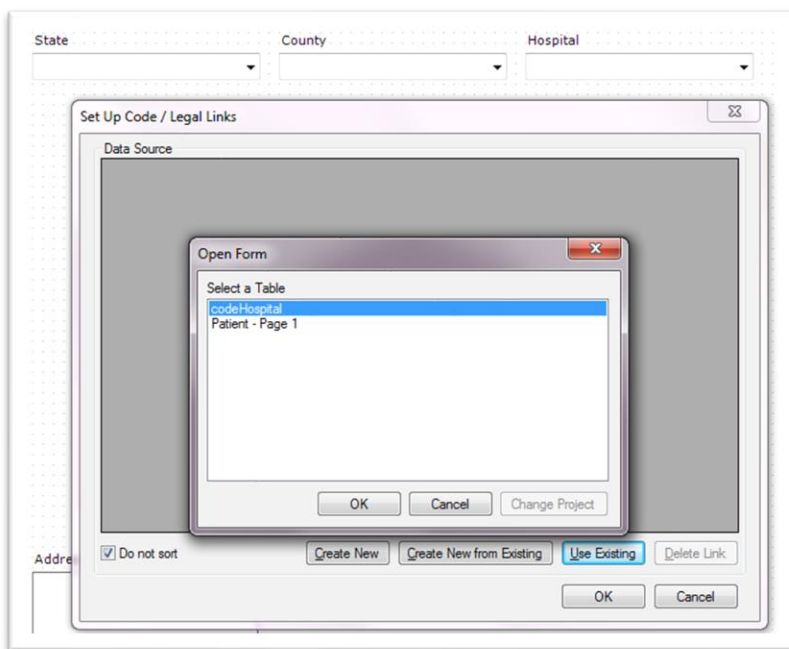 State County Hospital
Set Up Code / Legal Links
Data Source
Open Form
Select a Table
codeHospital
Patient - Page 1
OK Cancel Change Project
Addre
Do not sort Create New Create New from Existing Use Existing Delete Link
OK Cancel